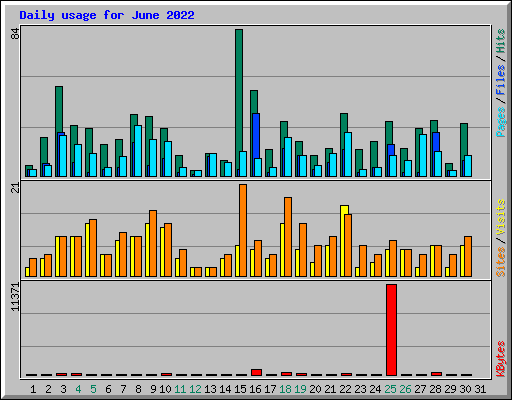 Daily usage for June 2022
84
21
11371
Pages / Files / Hits
Sites / Visits
KBytes
1 2 3 4 5 6 7 8 9 10 11 12 13 14 15 16 17 18 19 20 21 22 23 24 25 26 27 28 29 30 31